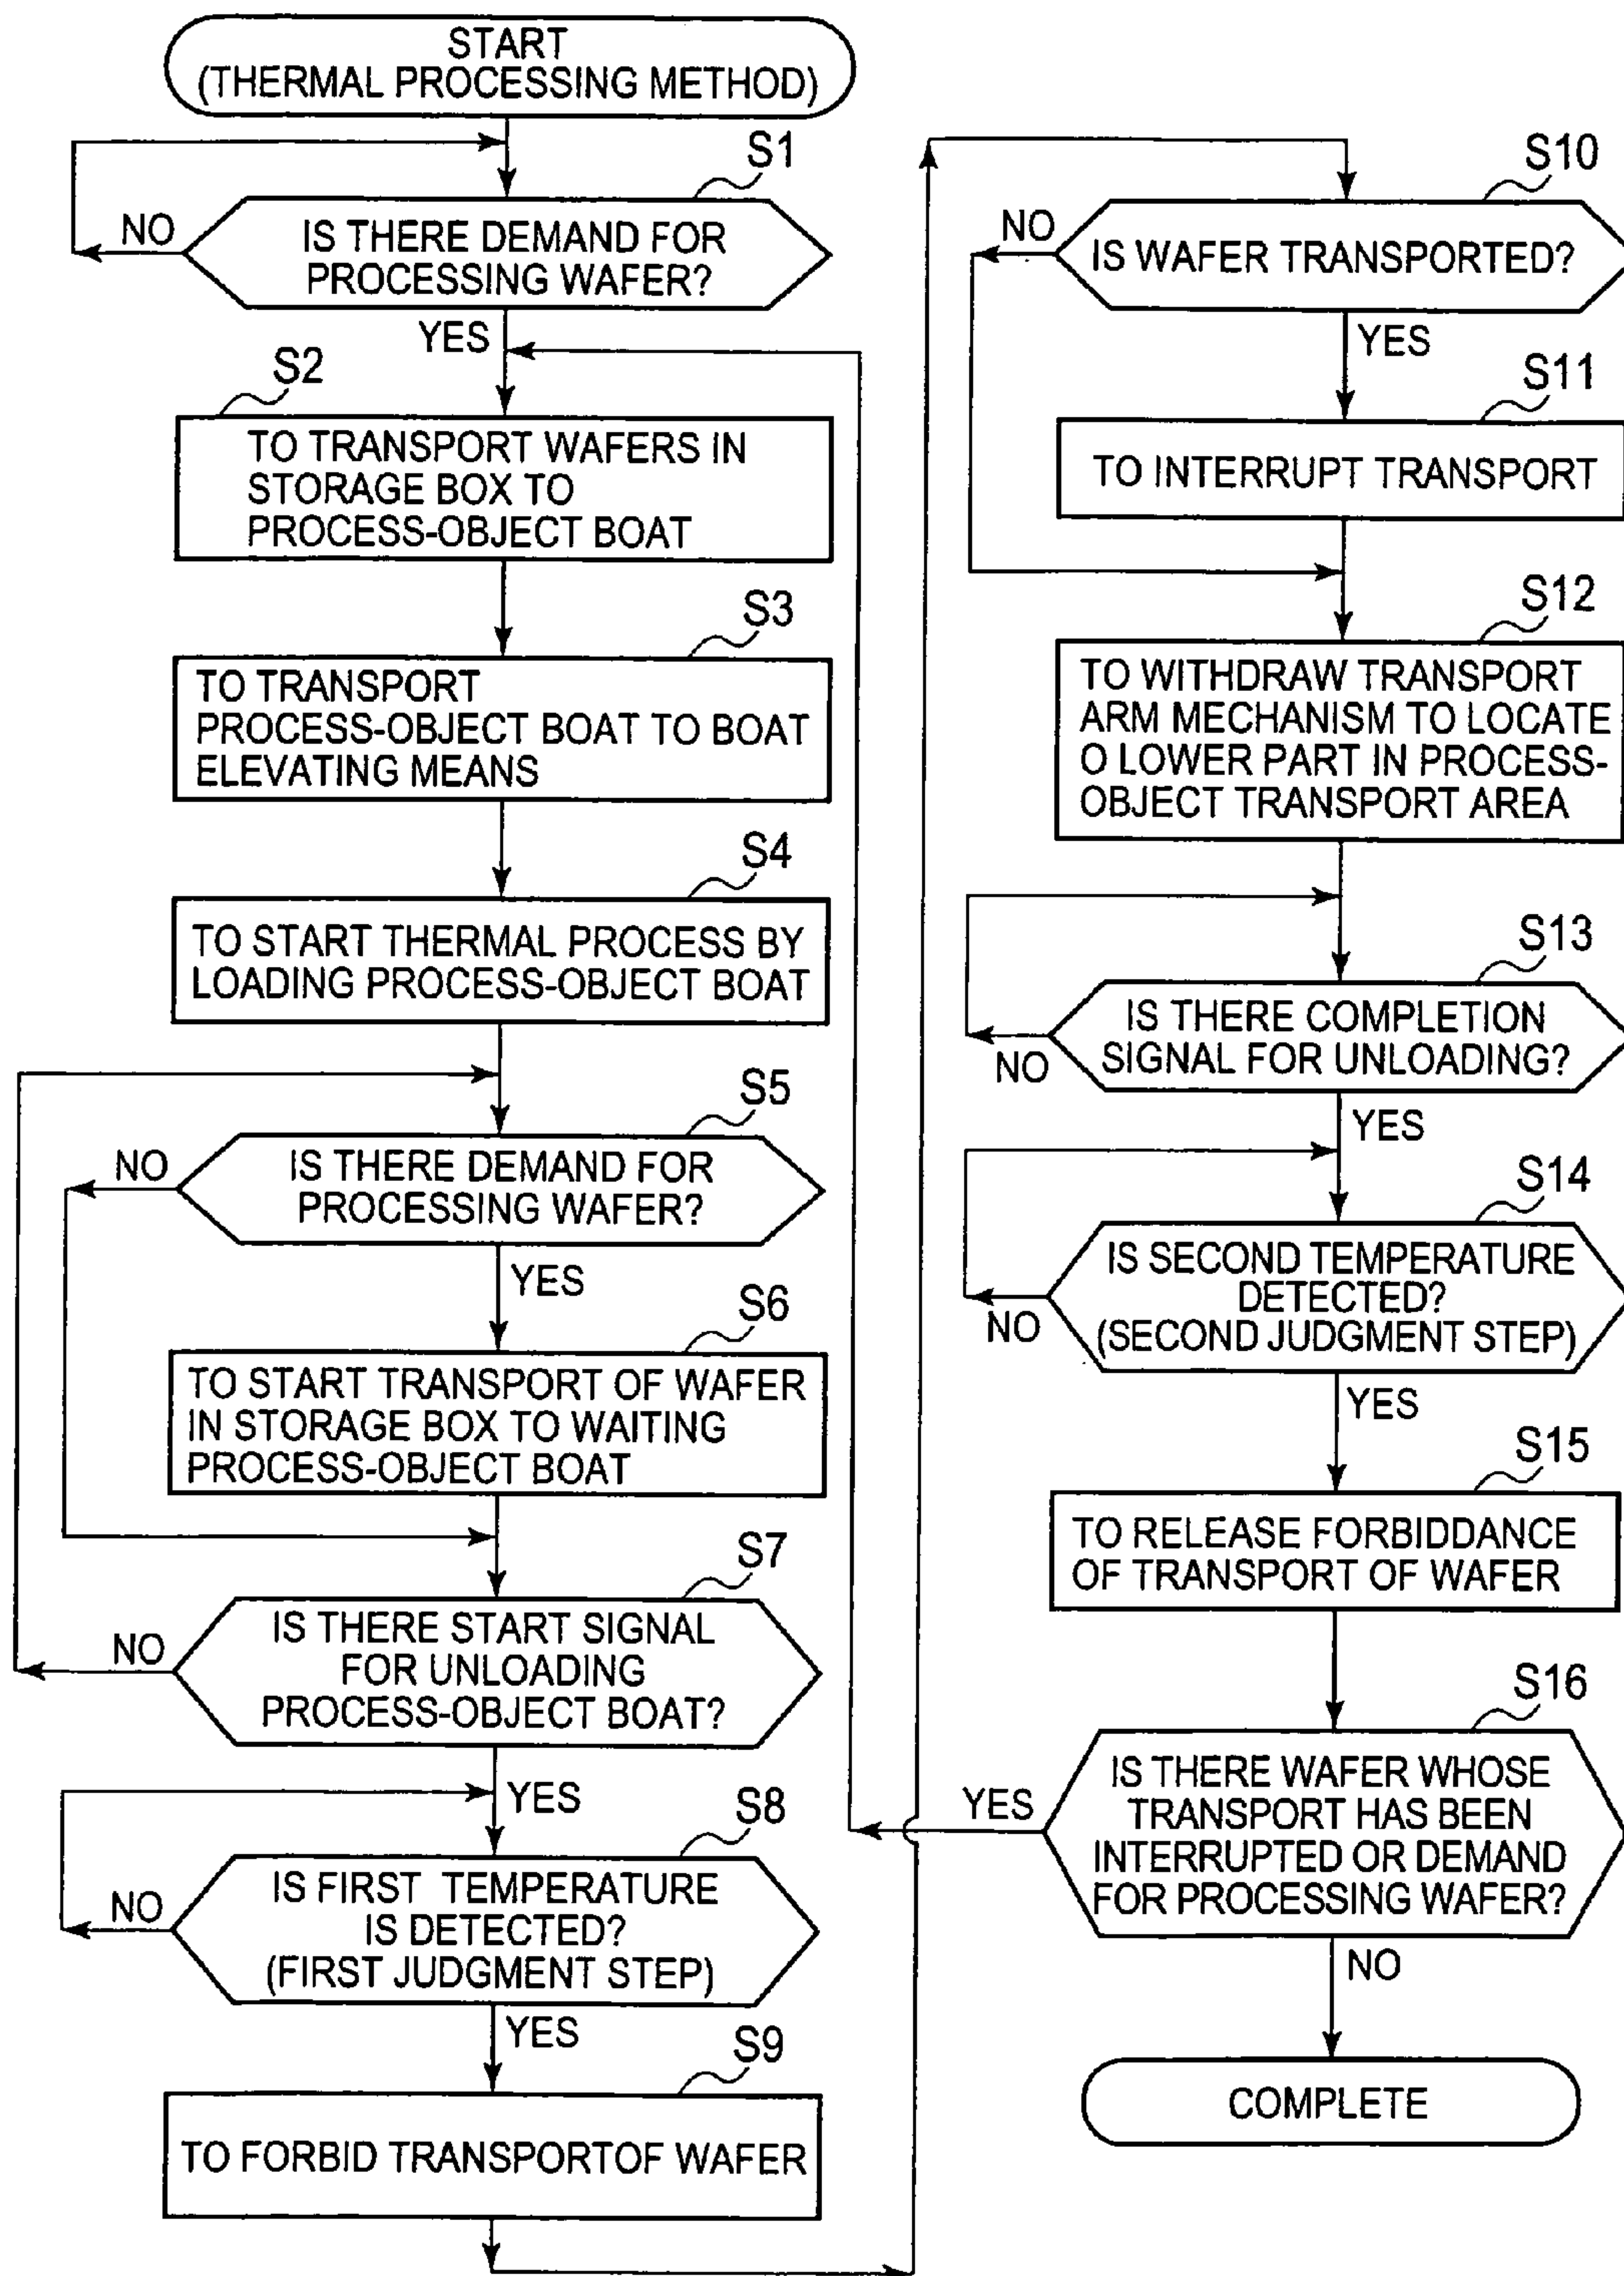 START
(THERMAL PROCESSING METHOD)
S1
NO
IS THERE DEMAND FOR
PROCESSING WAFER?
YES
S2
TO TRANSPORT WAFERS IN
STORAGE BOX TO
PROCESS-OBJECT BOAT
S3
TO TRANSPORT
PROCESS-OBJECT BOAT TO BOAT
ELEVATING MEANS
S4
TO START THERMAL PROCESS BY
LOADING PROCESS-OBJECT BOAT
S5
NO
IS THERE DEMAND FOR
PROCESSING WAFER?
YES
S6
TO START TRANSPORT OF WAFER
IN STORAGE BOX TO WAITING
PROCESS-OBJECT BOAT
S7
NO
IS THERE START SIGNAL
FOR UNLOADING
PROCESS-OBJECT BOAT?
YES
S8
NO
IS FIRST TEMPERATURE
IS DETECTED?
(FIRST JUDGMENT STEP)
YES
S9
TO FORBID TRANSPORTOF WAFER
S10
NO
IS WAFER TRANSPORTED?
YES
S11
TO INTERRUPT TRANSPORT
S12
TO WITHDRAW TRANSPORT
ARM MECHANISM TO LOCATE
O LOWER PART IN PROCESS-
OBJECT TRANSPORT AREA
S13
IS THERE COMPLETION
SIGNAL FOR UNLOADING?
NO
YES
S14
IS SECOND TEMPERATURE
DETECTED?
(SECOND JUDGMENT STEP)
NO
YES
S15
TO RELEASE FORBIDDANCE
OF TRANSPORT OF WAFER
S16
YES
IS THERE WAFER WHOSE
TRANSPORT HAS BEEN
INTERRUPTED OR DEMAND
FOR PROCESSING WAFER?
NO
COMPLETE